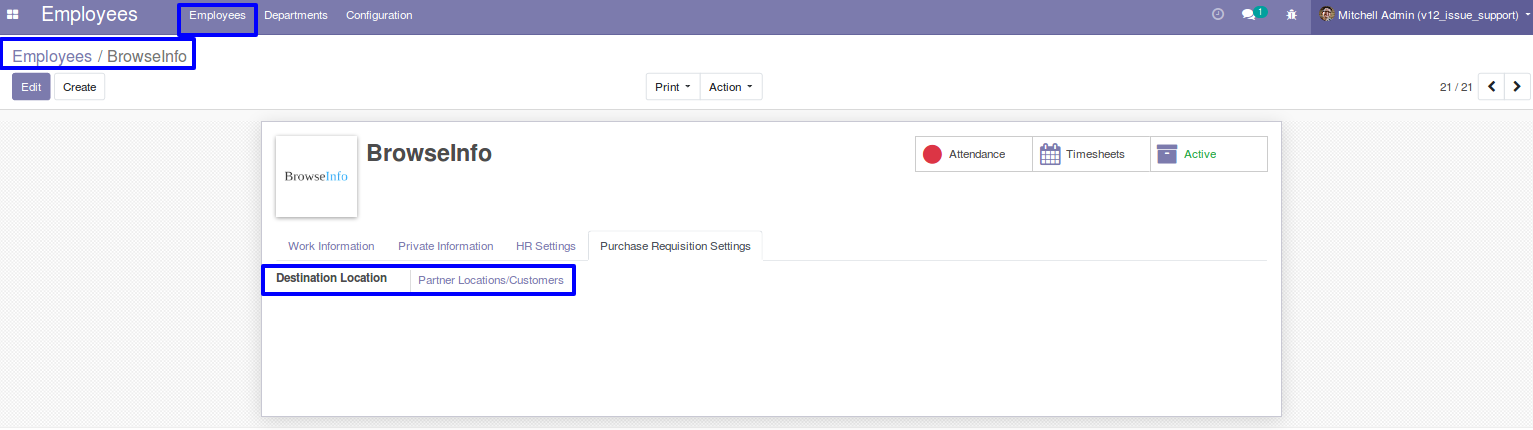 Employees Employees Departments Configuration 1 Mitchell Admin (v12_issue_support)
Employees / BrowseInfo
Edit Create Print Action 21 / 21
BrowseInfo
BrowseInfo
Attendance Timesheets Active
Work Information Private Information HR Settings Purchase Requisition Settings
Destination Location Partner Locations/Customers